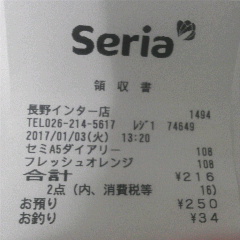 Seria
領収書
長野インター店 1494
TEL026-214-5617 ﾚｼﾞ1 74649
2017/01/03(火) 13:20
セミA5ダイアリー 108
フレッシュオレンジ 108
合計 ¥216
2点(内、消費税等 16)
お預り ¥250
お釣り ¥34